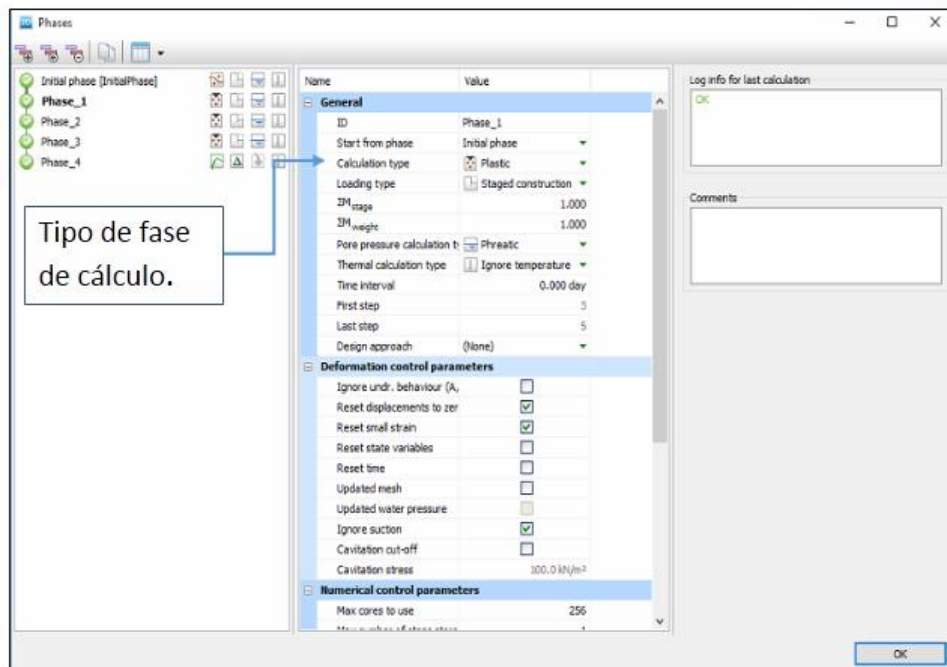 Phases
Initial phase [InitialPhase]
Phase_1
Phase_2
Phase_3
Phase_4
Tipo de fase
de cálculo.
Name Value
General
ID Phase_1
Start from phase Initial phase
Calculation type Plastic
Loading type Staged construction
ΣM stage 1.000
ΣM weight 1.000
Pore pressure calculation t Phreatic
Thermal calculation type Ignore temperature
Time interval 0.000 day
First step 3
Last step 5
Design approach (None)
Deformation control parameters
Ignore undr. behaviour (A,
Reset displacements to zer
Reset small strain
Reset state variables
Reset time
Updated mesh
Updated water pressure
Ignore suction
Cavitation cut-off
Cavitation stress 100.0 kN/m²
Numerical control parameters
Max cores to use 256
Log info for last calculation
OK
Comments
OK